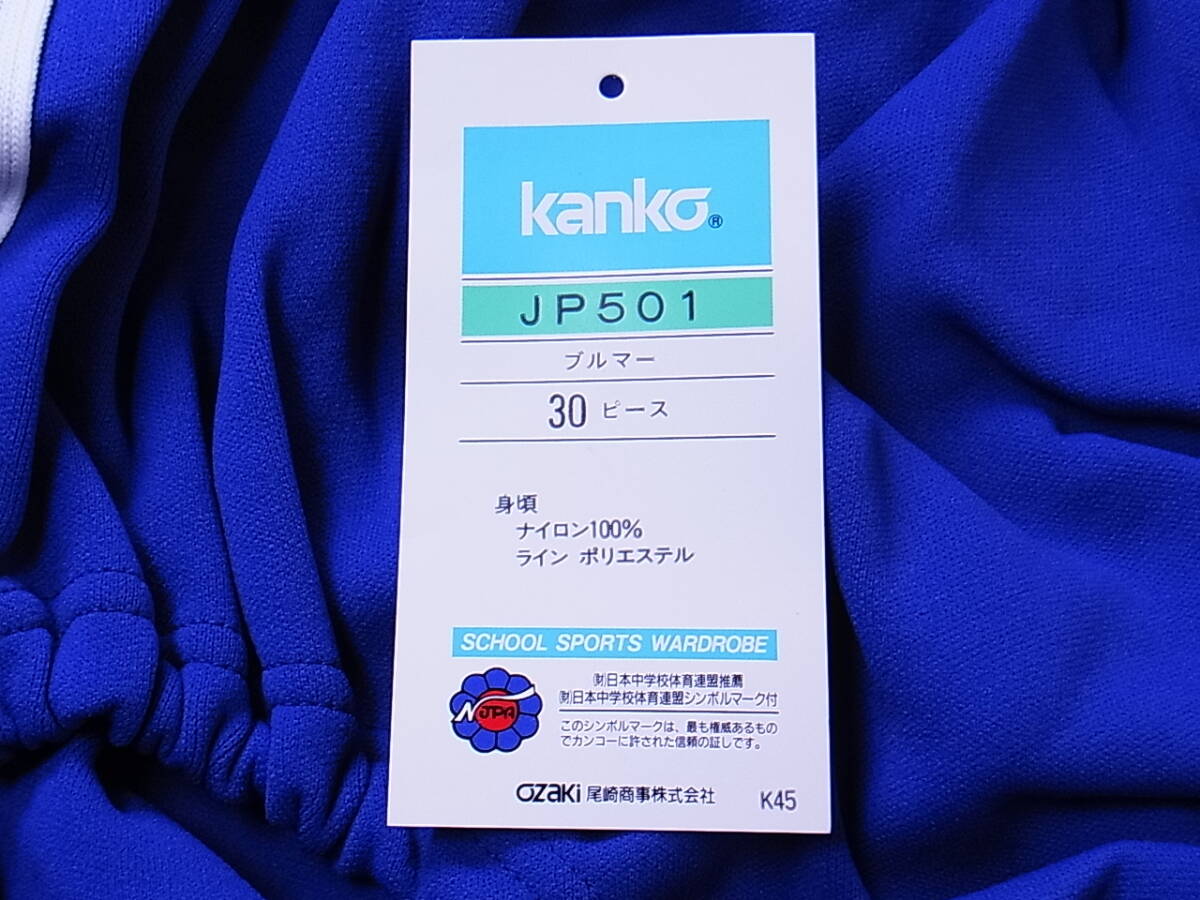 kanko®
JP501
ブルマー
30 ピース
身頃
ナイロン100%
ライン ポリエステル
SCHOOL SPORTS WARDROBE
NJPA
(財)日本中学校体育連盟推薦
(財)日本中学校体育連盟シンボルマーク付
このシンボルマークは、最も権威あるもの
でカンコーに許された信頼の証しです。
OZAKI 尾崎商事株式会社 K45